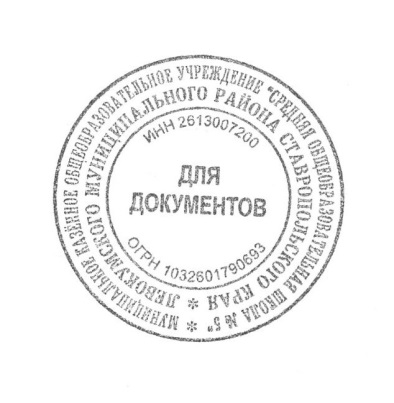 МУНИЦИПАЛЬНОЕ КАЗЁННОЕ ОБЩЕОБРАЗОВАТЕЛЬНОЕ УЧРЕЖДЕНИЕ "СРЕДНЯЯ ОБЩЕОБРАЗОВАТЕЛЬНАЯ ШКОЛА № 5" *
ЛЕВОКУМСКОГО МУНИЦИПАЛЬНОГО РАЙОНА СТАВРОПОЛЬСКОГО КРАЯ *
ИНН 2613007200
ДЛЯ
ДОКУМЕНТОВ
ОГРН 1032601790693